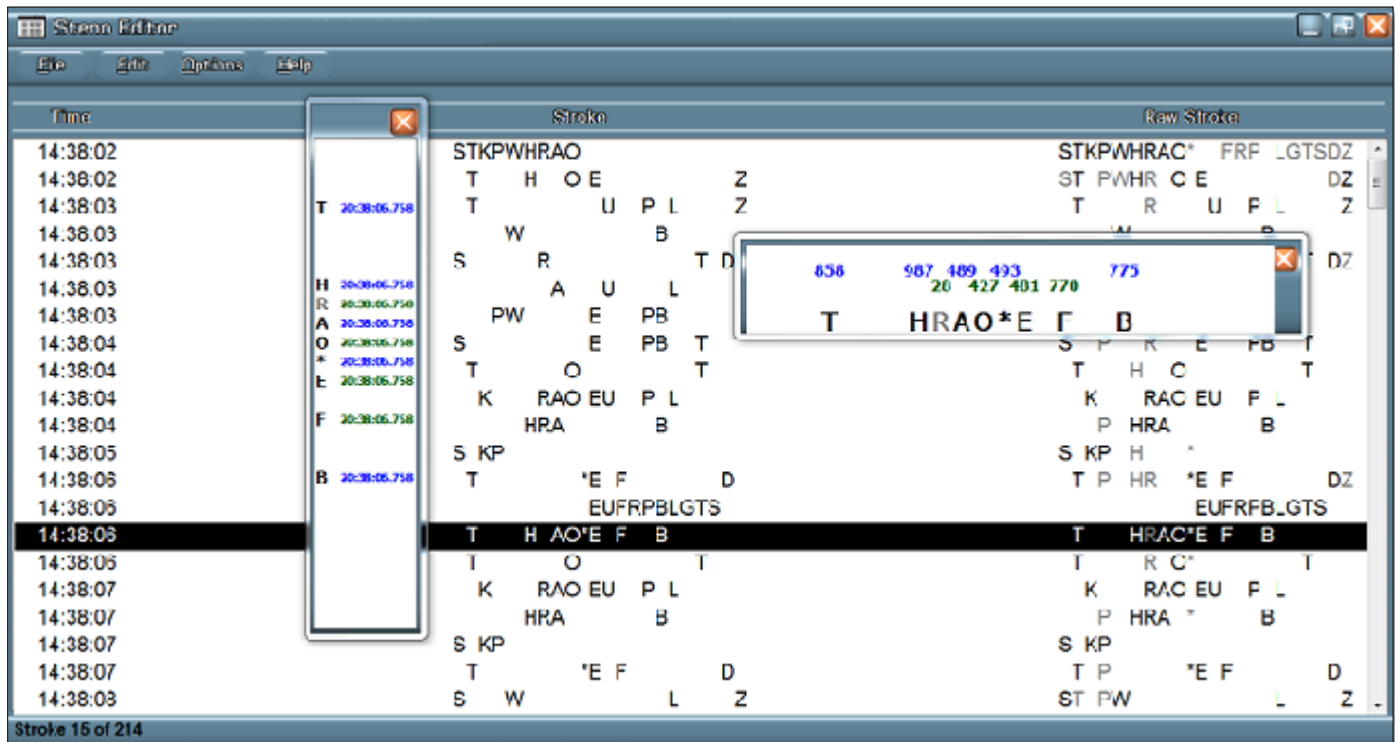 Steno Editor
File Edit Options Help
Time Stroke Raw Stroke
14:38:02 STKPWHRAO STKPWHRAO* FRP LGTSDZ
14:38:02 T H O E Z ST PWHR O E DZ
14:38:03 T U P L Z T R U P L Z
14:38:03 W B W B
14:38:03 S R T D DZ
14:38:03 A U L
14:38:03 PW E PB
14:38:04 S E PB T S P R E PB T
14:38:04 T O T T H O T
14:38:04 K RAO EU P L K RAO EU P L
14:38:04 HRA B P HRA B
14:38:05 S KP S KP H *
14:38:06 T *E F D T P HR *E F DZ
14:38:06 EUFRPBLGTS EUFRPBLGTS
14:38:06 T H AO*E F B T HRAO*E F B
14:38:06 T O T T R O* T
14:38:07 K RAO EU P L K RAO EU P L
14:38:07 HRA B P HRA * B
14:38:07 S KP S KP
14:38:07 T *E F D T P *E F D
14:38:08 S W L Z ST PW L Z
T 20:38:06.758
H 20:38:06.758
R 20:38:06.758
A 20:38:06.758
O 20:38:06.758
* 20:38:06.758
E 20:38:06.758
F 20:38:06.758
B 20:38:06.758
858 987 489 493 775
20 427 481 770
T HRAO*E F B
Stroke 15 of 214